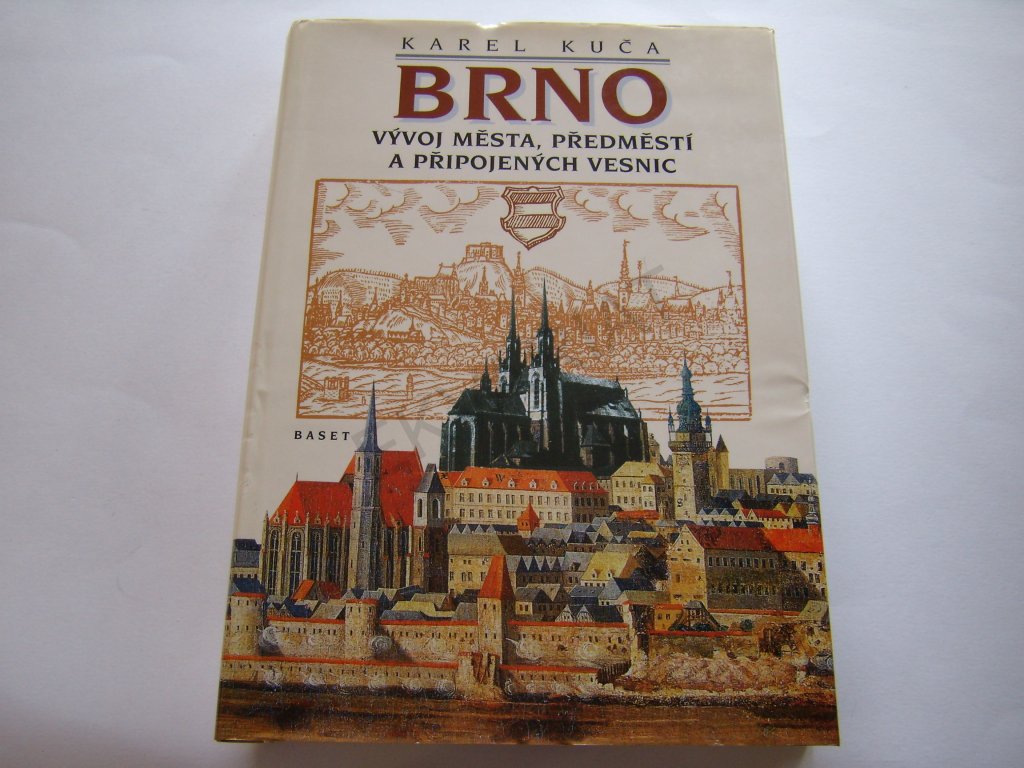 KAREL KUČA
BRNO
VÝVOJ MĚSTA, PŘEDMĚSTÍ
A PŘIPOJENÝCH VESNIC
BASET